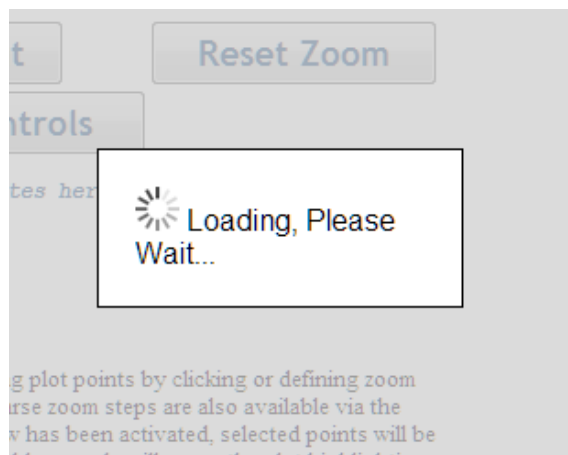 t
Reset Zoom
ntrols
tes her
Loading, Please
Wait...
g plot points by clicking or defining zoom
rse zoom steps are also available via the
w has been activated, selected points will be